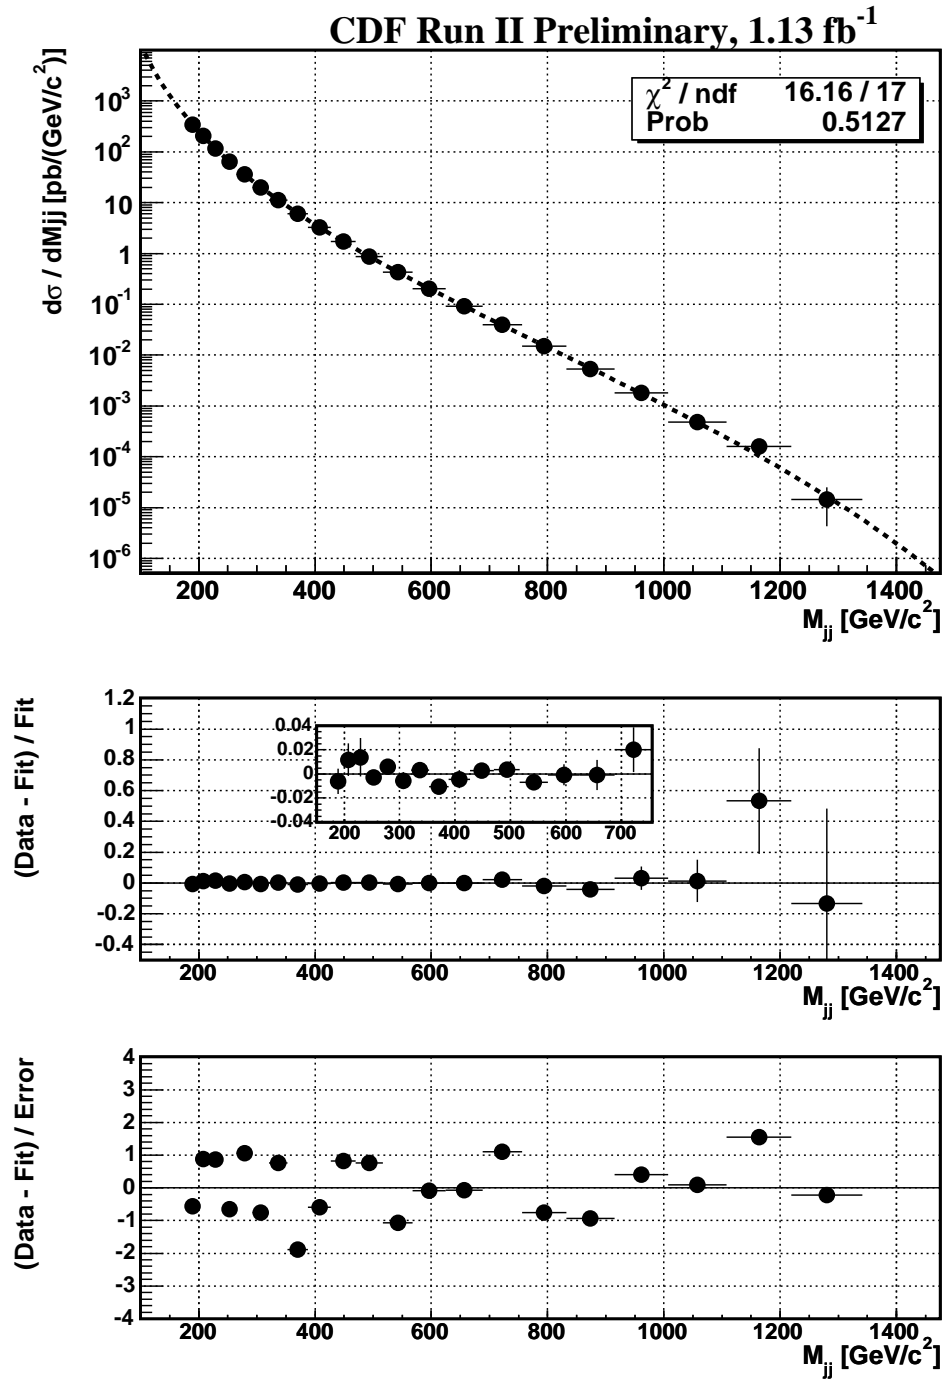 CDF Run II Preliminary, 1.13 fb⁻¹
χ² / ndf 16.16 / 17
Prob 0.5127
dσ / dMjj [pb/(GeV/c²)]
10³
10²
10
1
10⁻¹
10⁻²
10⁻³
10⁻⁴
10⁻⁵
10⁻⁶
200 400 600 800 1000 1200 1400
M_jj [GeV/c²]
(Data - Fit) / Fit
1.2
1
0.8
0.6
0.4
0.2
0
-0.2
-0.4
0.04
0.02
0
-0.02
-0.04
200 300 400 500 600 700
200 400 600 800 1000 1200 1400
M_jj [GeV/c²]
(Data - Fit) / Error
4
3
2
1
0
-1
-2
-3
-4
200 400 600 800 1000 1200 1400
M_jj [GeV/c²]